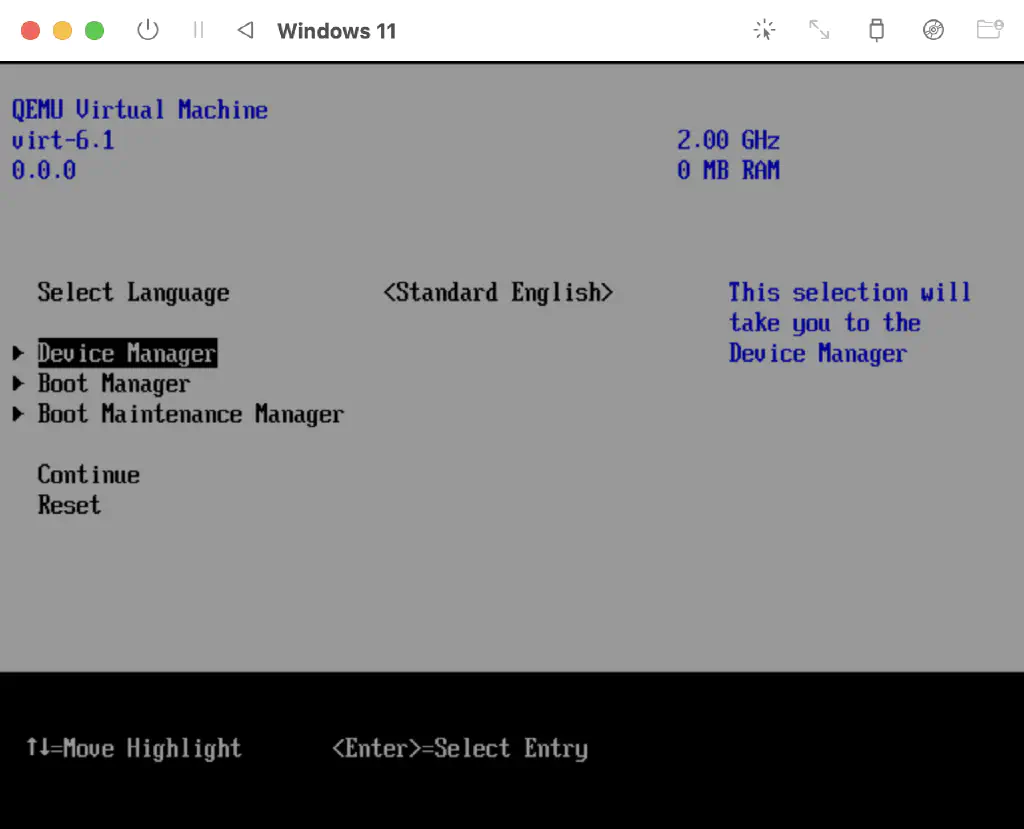 Windows 11
QEMU Virtual Machine
virt-6.1 2.00 GHz
0.0.0 0 MB RAM
Select Language <Standard English> This selection will
take you to the
Device Manager Device Manager
Boot Manager
Boot Maintenance Manager
Continue
Reset
↑↓=Move Highlight <Enter>=Select Entry